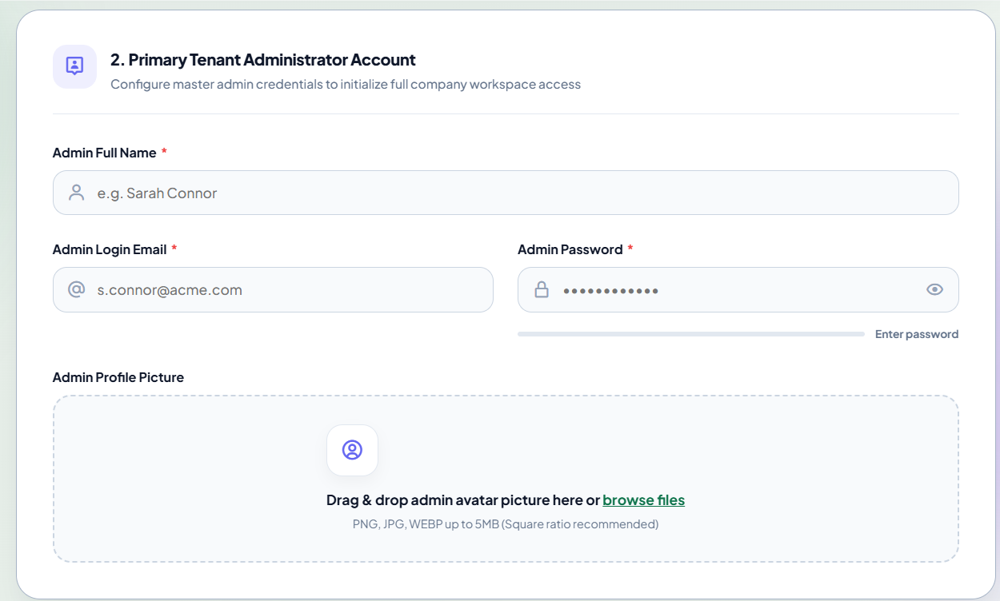 2. Primary Tenant Administrator Account
Configure master admin credentials to initialize full company workspace access
Admin Full Name *
e.g. Sarah Connor
Admin Login Email *
s.connor@acme.com
Admin Password *
••••••••••••
Enter password
Admin Profile Picture
Drag & drop admin avatar picture here or browse files
PNG, JPG, WEBP up to 5MB (Square ratio recommended)